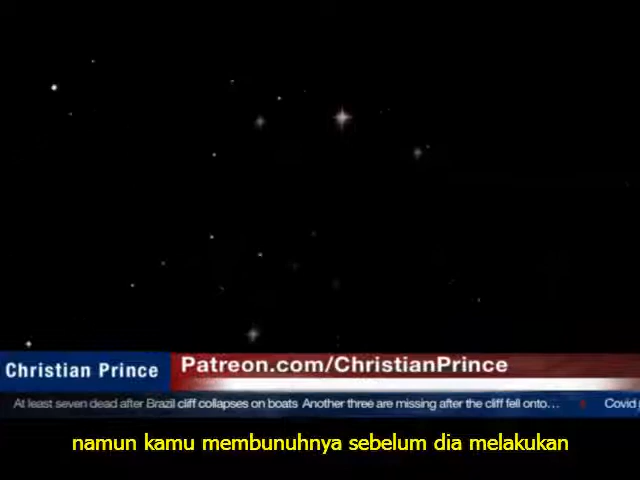 Christian Prince
Patreon.com/ChristianPrince
At least seven dead after Brazil cliff collapses on boats Another three are missing after the cliff fell onto… Covid
namun kamu membunuhnya sebelum dia melakukan